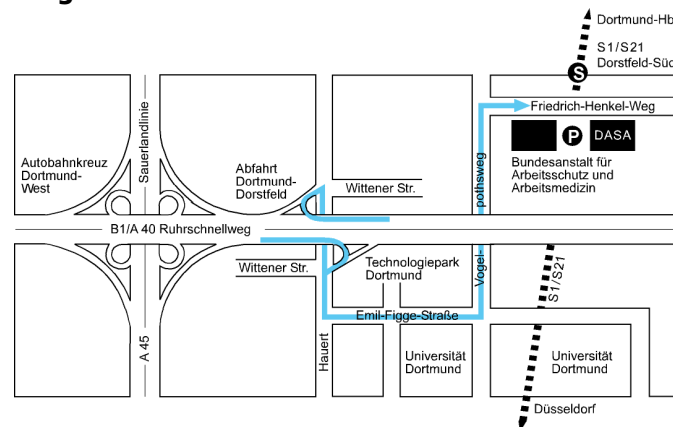 Dortmund-Hb
S1/S21
Dorstfeld-Süd
S
Friedrich-Henkel-Weg
P
DASA
Bundesanstalt für
Arbeitsschutz und
Arbeitsmedizin
Sauerlandlinie
Autobahnkreuz
Dortmund-
West
Abfahrt
Dortmund-
Dorstfeld
Wittener Str.
Vogel-
pothsweg
B1/A 40 Ruhrschnellweg
Wittener Str.
Technologiepark
Dortmund
S1/S21
Emil-Figge-Straße
A 45
Hauert
Universität
Dortmund
Universität
Dortmund
Düsseldorf